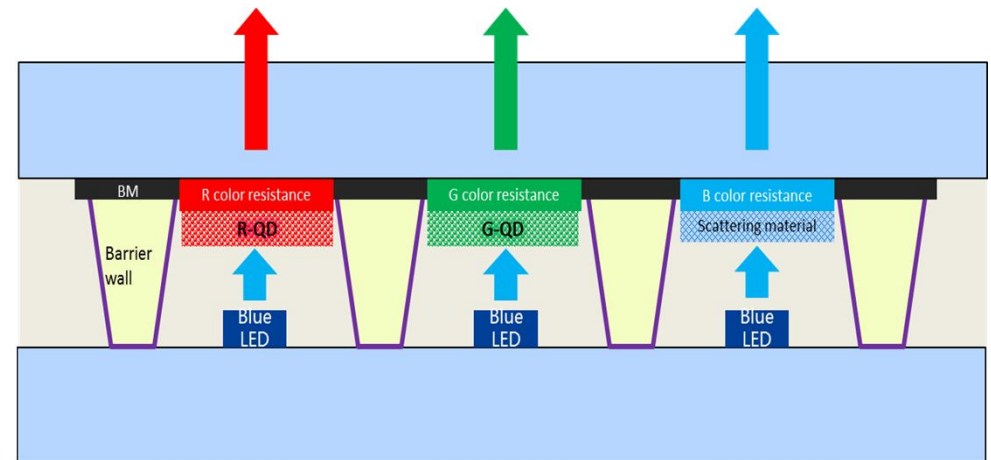 BM
R color resistance
G color resistance
B color resistance
R-QD
G-QD
Scattering material
Barrier
wall
Blue
LED
Blue
LED
Blue
LED